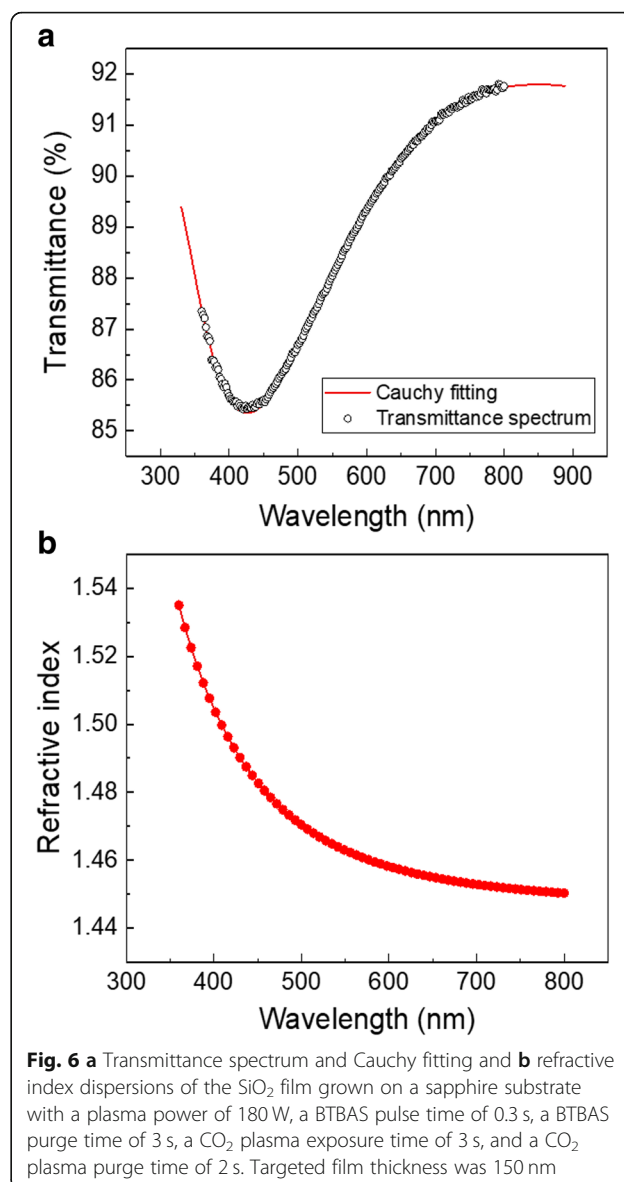 a
92
91
90
89
88
87
86
85
Transmittance (%)
Cauchy fitting
Transmittance spectrum
300 400 500 600 700 800 900
Wavelength (nm)
b
1.54
1.52
1.50
1.48
1.46
1.44
Refractive index
300 400 500 600 700 800
Wavelength (nm)
Fig. 6 a Transmittance spectrum and Cauchy fitting and b refractive
index dispersions of the SiO₂ film grown on a sapphire substrate
with a plasma power of 180 W, a BTBAS pulse time of 0.3 s, a BTBAS
purge time of 3 s, a CO₂ plasma exposure time of 3 s, and a CO₂
plasma purge time of 2 s. Targeted film thickness was 150 nm